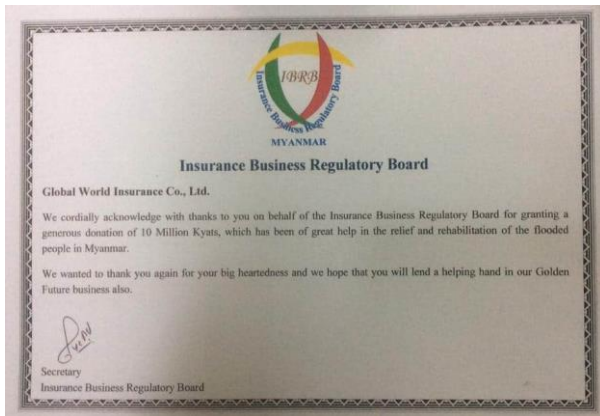 IBRB
Insurance Business Regulatory Board
MYANMAR
Insurance Business Regulatory Board
Global World Insurance Co., Ltd.
We cordially acknowledge with thanks to you on behalf of the Insurance Business Regulatory Board for granting a
generous donation of 10 Million Kyats, which has been of great help in the relief and rehabilitation of the flooded
people in Myanmar.
We wanted to thank you again for your big heartedness and we hope that you will lend a helping hand in our Golden
Future business also.
Secretary
Insurance Business Regulatory Board